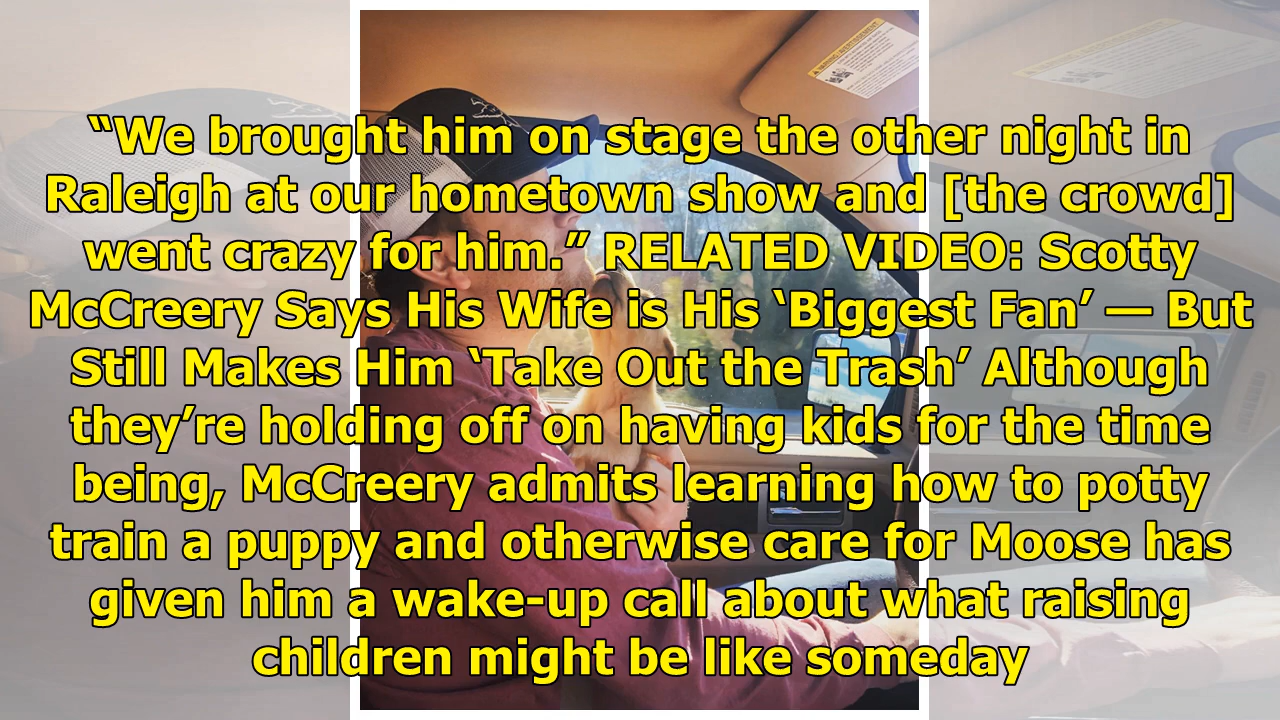 “We brought him on stage the other night in
Raleigh at our hometown show and [the crowd]
went crazy for him.” RELATED VIDEO: Scotty
McCreery Says His Wife is His ‘Biggest Fan’ — But
Still Makes Him ‘Take Out the Trash’ Although
they’re holding off on having kids for the time
being, McCreery admits learning how to potty
train a puppy and otherwise care for Moose has
given him a wake-up call about what raising
children might be like someday